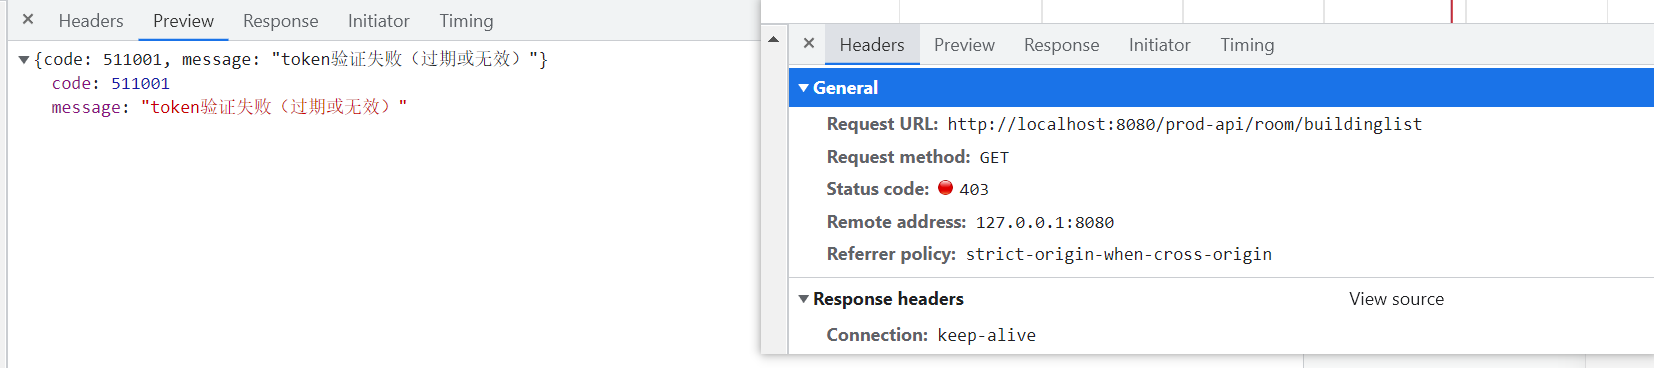 × Headers Preview Response Initiator Timing
▼{code: 511001, message: "token验证失败（过期或无效）"}
code: 511001
message: "token验证失败（过期或无效）"
× Headers Preview Response Initiator Timing
▼General
Request URL: http://localhost:8080/prod-api/room/buildinglist
Request method: GET
Status code: 403
Remote address: 127.0.0.1:8080
Referrer policy: strict-origin-when-cross-origin
▼Response headers View source
Connection: keep-alive